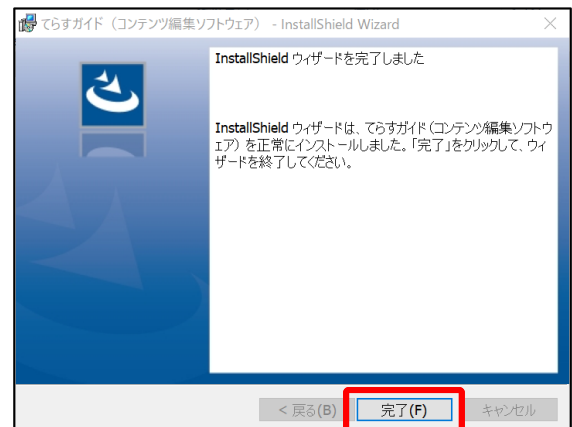 てらすガイド（コンテンツ編集ソフトウェア） - InstallShield Wizard
InstallShield ウィザードを完了しました
InstallShield ウィザードは、てらすガイド（コンテンツ編集ソフトウ
ェア） を正常にインストールしました。「完了」をクリックして、ウィ
ザードを終了してください。
< 戻る(B)
完了(F)
キャンセル